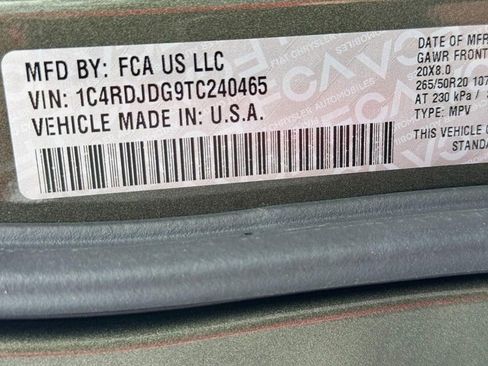 MFD BY: FCA US LLC
VIN: 1C4RDJDG9TC240465
VEHICLE MADE IN: U.S.A.
DATE OF MFR
GAWR FRONT
20X8.0
265/50R20 107
AT 230 kPa /
TYPE: MPV
THIS VEHICLE
STANDA